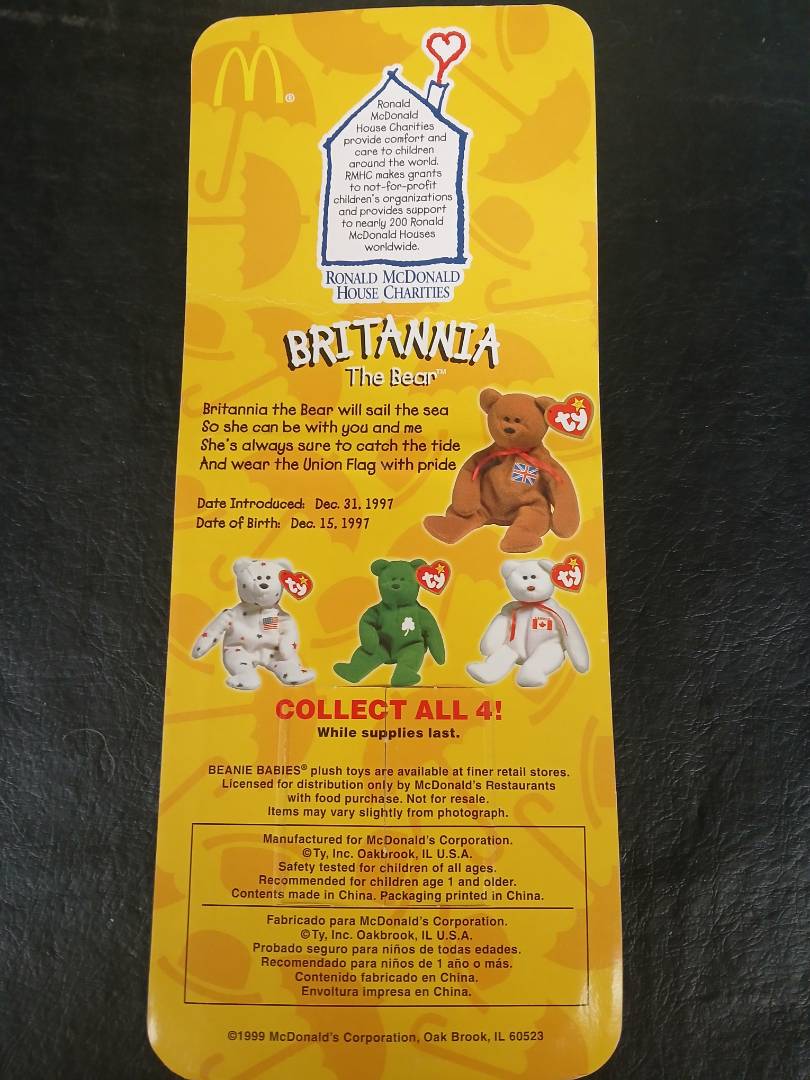 M®
Ronald
McDonald
House Charities
provide comfort and
care to children
around the world.
RMHC makes grants
to not-for-profit
children's organizations
and provides support
to nearly 200 Ronald
McDonald Houses
worldwide.
RONALD MCDONALD
HOUSE CHARITIES
BRITANNIA
The Bear™
Britannia the Bear will sail the sea
So she can be with you and me
She's always sure to catch the tide
And wear the Union Flag with pride
ty
Date Introduced: Dec. 31, 1997
Date of Birth: Dec. 15, 1997
ty
ty
ty
COLLECT ALL 4!
While supplies last.
BEANIE BABIES® plush toys are available at finer retail stores.
Licensed for distribution only by McDonald's Restaurants
with food purchase. Not for resale.
Items may vary slightly from photograph.
Manufactured for McDonald's Corporation.
©Ty, Inc. Oakbrook, IL U.S.A.
Safety tested for children of all ages.
Recommended for children age 1 and older.
Contents made in China. Packaging printed in China.
Fabricado para McDonald's Corporation.
©Ty, Inc. Oakbrook, IL U.S.A.
Probado seguro para niños de todas edades.
Recomendado para niños de 1 año o más.
Contenido fabricado en China.
Envoltura impresa en China.
©1999 McDonald's Corporation, Oak Brook, IL 60523